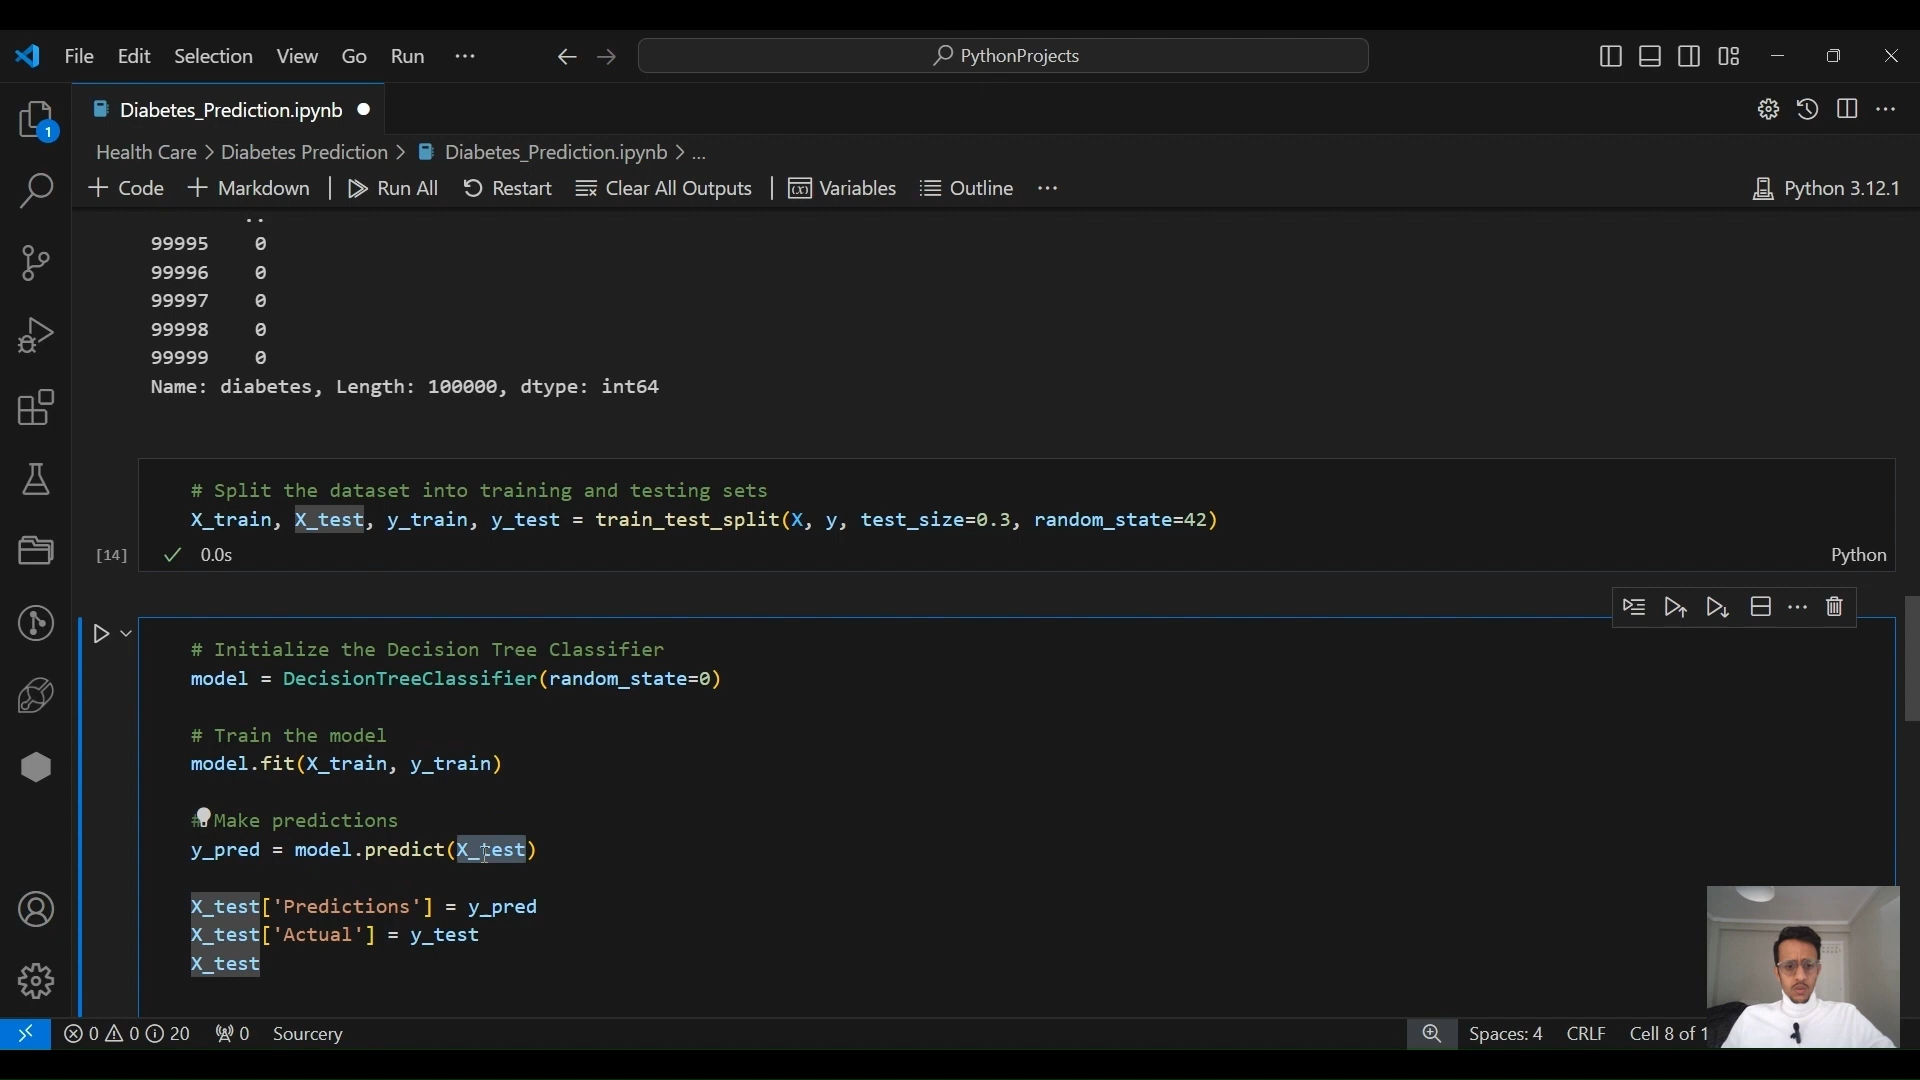 File Edit Selection View Go Run ··· PythonProjects
Diabetes_Prediction.ipynb
Health Care > Diabetes Prediction > Diabetes_Prediction.ipynb > ...
Code Markdown Run All Restart Clear All Outputs Variables Outline ··· Python 3.12.1
..
99995 0
99996 0
99997 0
99998 0
99999 0
Name: diabetes, Length: 100000, dtype: int64
# Split the dataset into training and testing sets
X_train, X_test, y_train, y_test = train_test_split(X, y, test_size=0.3, random_state=42)
[14] 0.0s Python
# Initialize the Decision Tree Classifier
model = DecisionTreeClassifier(random_state=0)
# Train the model
model.fit(X_train, y_train)
# Make predictions
y_pred = model.predict(X_test)
X_test['Predictions'] = y_pred
X_test['Actual'] = y_test
X_test
1
0 0 20 0 Sourcery Spaces: 4 CRLF Cell 8 of 1